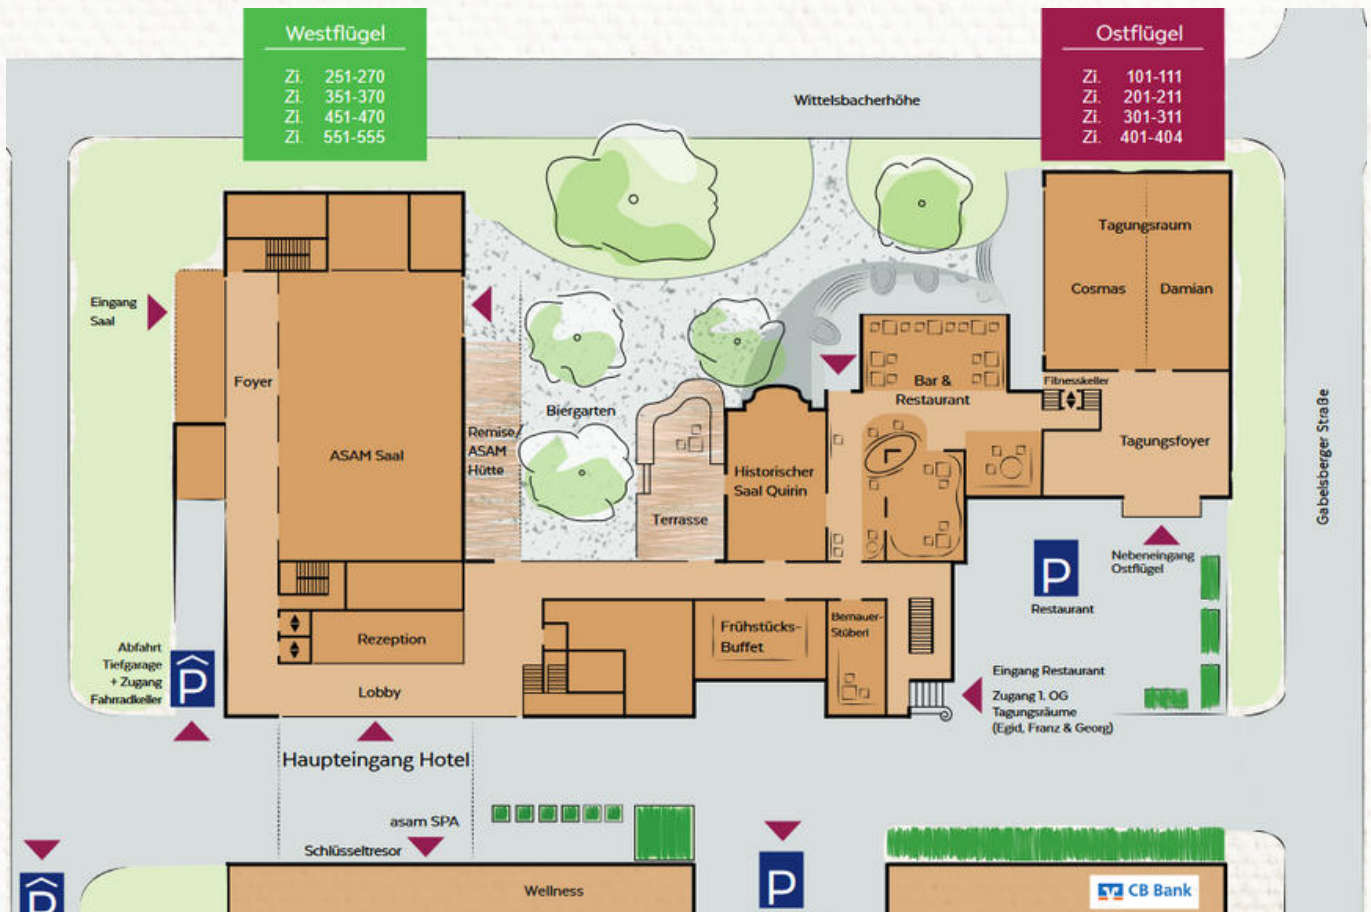 Westflügel
Zi. 251-270
Zi. 351-370
Zi. 451-470
Zi. 551-555
Ostflügel
Zi. 101-111
Zi. 201-211
Zi. 301-311
Zi. 401-404
Wittelsbacherhöhe
Tagungsraum
Cosmas
Damian
Eingang
Saal
Foyer
ASAM Saal
Remise/
ASAM
Hütte
Biergarten
Terrasse
Historischer
Saal Quirin
Bar &
Restaurant
Fitnesskeller
Tagungsfoyer
Gabelsberger Straße
Nebeneingang
Ostflügel
P
Restaurant
Rezeption
Lobby
Frühstücks-
Buffet
Bernauer-
Stüberl
Abfahrt
Tiefgarage
+ Zugang
Fahrradkeller
P
Eingang Restaurant
Zugang 1. OG
Tagungsräume
(Egid, Franz & Georg)
Haupteingang Hotel
asam SPA
Schlüsseltresor
Wellness
P
P
CB Bank